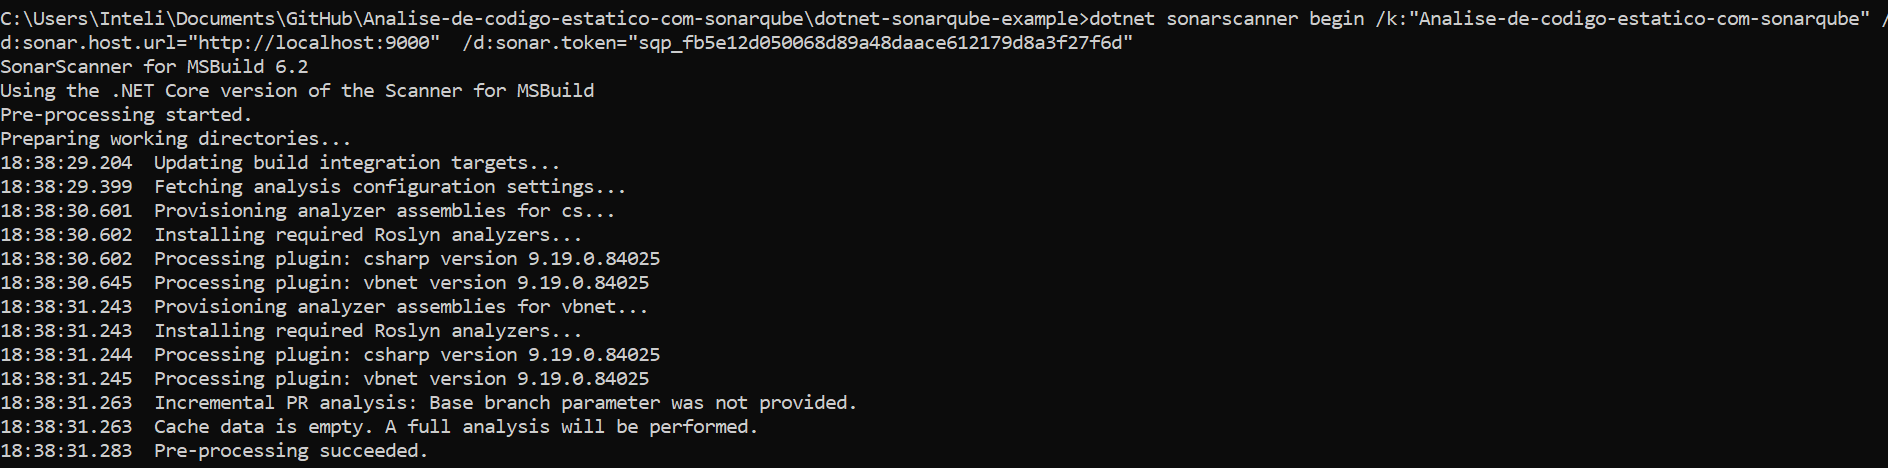 C:\Users\Inteli\Documents\GitHub\Analise-de-codigo-estatico-com-sonarqube\dotnet-sonarqube-example>dotnet sonarscanner begin /k:"Analise-de-codigo-estatico-com-sonarqube" /
d:sonar.host.url="http://localhost:9000"  /d:sonar.token="sqp_fb5e12d050068d89a48daace612179d8a3f27f6d"
SonarScanner for MSBuild 6.2
Using the .NET Core version of the Scanner for MSBuild
Pre-processing started.
Preparing working directories...
18:38:29.204  Updating build integration targets...
18:38:29.399  Fetching analysis configuration settings...
18:38:30.601  Provisioning analyzer assemblies for cs...
18:38:30.602  Installing required Roslyn analyzers...
18:38:30.602  Processing plugin: csharp version 9.19.0.84025
18:38:30.645  Processing plugin: vbnet version 9.19.0.84025
18:38:31.243  Provisioning analyzer assemblies for vbnet...
18:38:31.243  Installing required Roslyn analyzers...
18:38:31.244  Processing plugin: csharp version 9.19.0.84025
18:38:31.245  Processing plugin: vbnet version 9.19.0.84025
18:38:31.263  Incremental PR analysis: Base branch parameter was not provided.
18:38:31.263  Cache data is empty. A full analysis will be performed.
18:38:31.283  Pre-processing succeeded.